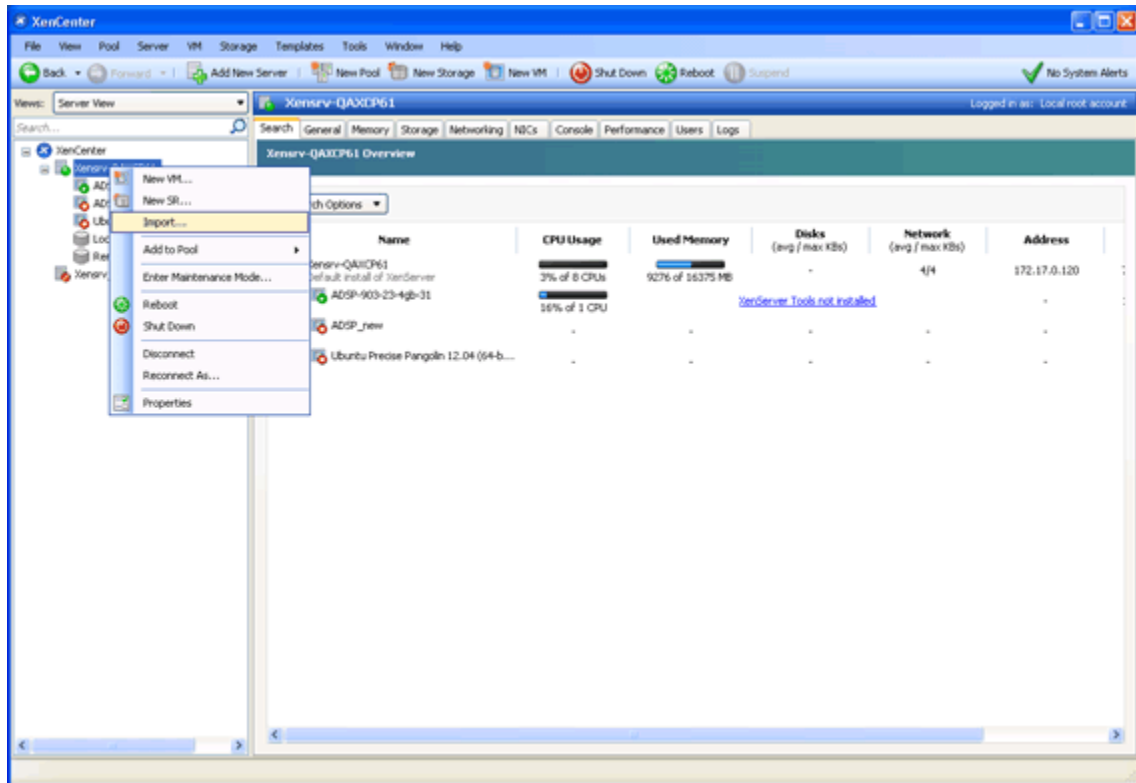 XenCenter
File View Pool Server VM Storage Templates Tools Window Help
Back Forward Add New Server New Pool New Storage New VM Shut Down Reboot Suspend No System Alerts
Views: Server View
Xensrv-QAXCP61 Logged in as: Local root account
Search...
Search General Memory Storage Networking NICs Console Performance Users Logs
XenCenter
Xensrv-QAXCP61 Overview
New VM...
New SR...
Import...
Add to Pool
Enter Maintenance Mode...
Reboot
Shut Down
Disconnect
Reconnect As...
Properties
ch Options
Name CPU Usage Used Memory Disks Network Address
(avg / max KBs) (avg / max KBs)
ensrv-QAXCP61
efault install of XenServer
3% of 8 CPUs 9276 of 16375 MB - 4/4 172.17.0.120
ADSP-903-23-4gb-31
16% of 1 CPU XenServer Tools not installed -
ADSP_new - - - - -
Ubuntu Precise Pangolin 12.04 (64-b... - - - - -